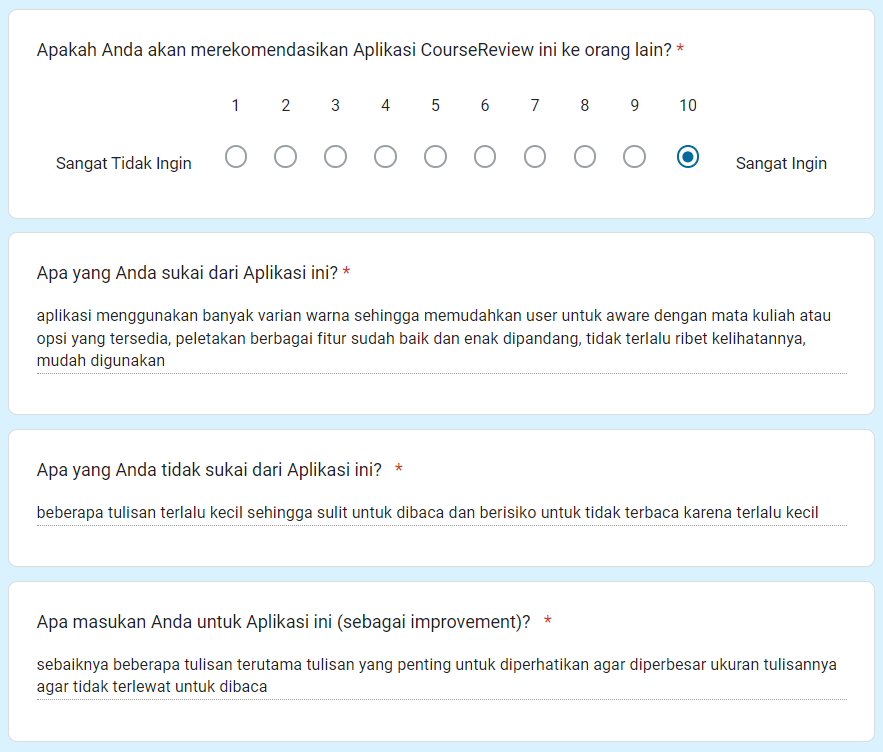 Apakah Anda akan merekomendasikan Aplikasi CourseReview ini ke orang lain? *
1 2 3 4 5 6 7 8 9 10
Sangat Tidak Ingin Sangat Ingin
Apa yang Anda sukai dari Aplikasi ini? *
aplikasi menggunakan banyak varian warna sehingga memudahkan user untuk aware dengan mata kuliah atau
opsi yang tersedia, peletakan berbagai fitur sudah baik dan enak dipandang, tidak terlalu ribet kelihatannya,
mudah digunakan
Apa yang Anda tidak sukai dari Aplikasi ini? *
beberapa tulisan terlalu kecil sehingga sulit untuk dibaca dan berisiko untuk tidak terbaca karena terlalu kecil
Apa masukan Anda untuk Aplikasi ini (sebagai improvement)? *
sebaiknya beberapa tulisan terutama tulisan yang penting untuk diperhatikan agar diperbesar ukuran tulisannya
agar tidak terlewat untuk dibaca